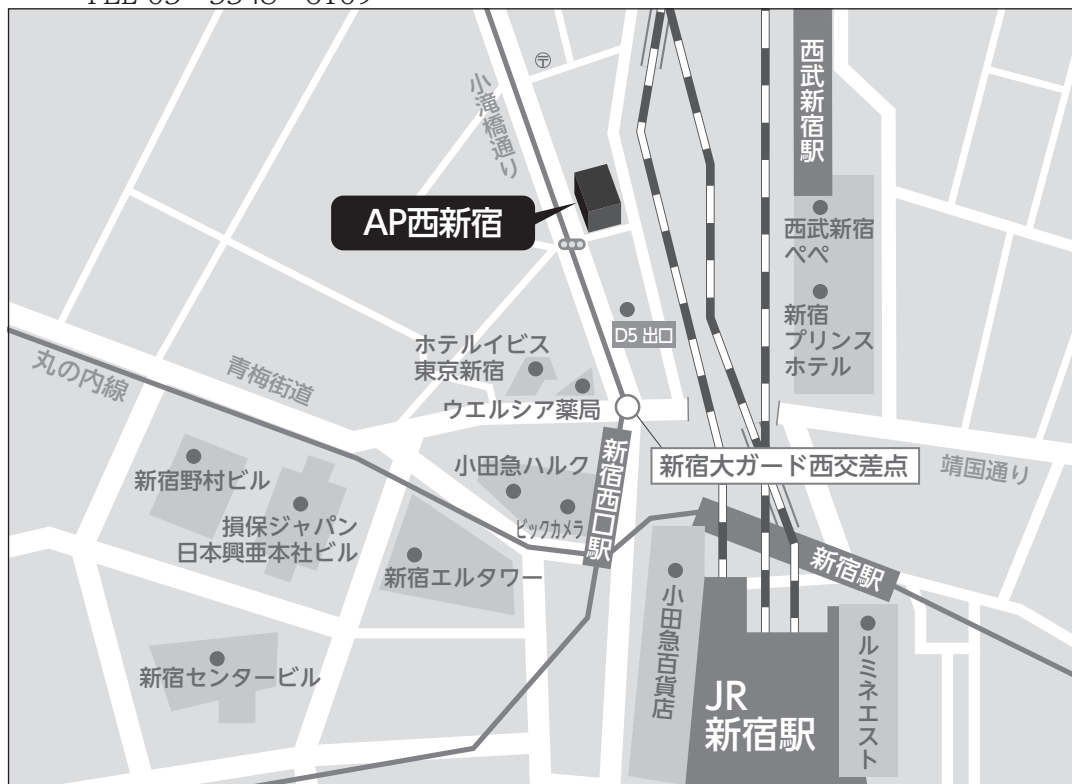 TEL 03-5348-6109
〒
小滝橋通り
西武新宿駅
AP西新宿
西武新宿
ぺぺ
新宿
プリンス
ホテル
D5 出口
ホテルイビス
東京新宿
ウエルシア薬局
丸の内線
青梅街道
新宿大ガード西交差点
靖国通り
新宿西口駅
小田急ハルク
ビックカメラ
新宿野村ビル
損保ジャパン
日本興亜本社ビル
新宿エルタワー
新宿駅
小田急百貨店
ルミネエスト
新宿センタービル
JR
新宿駅